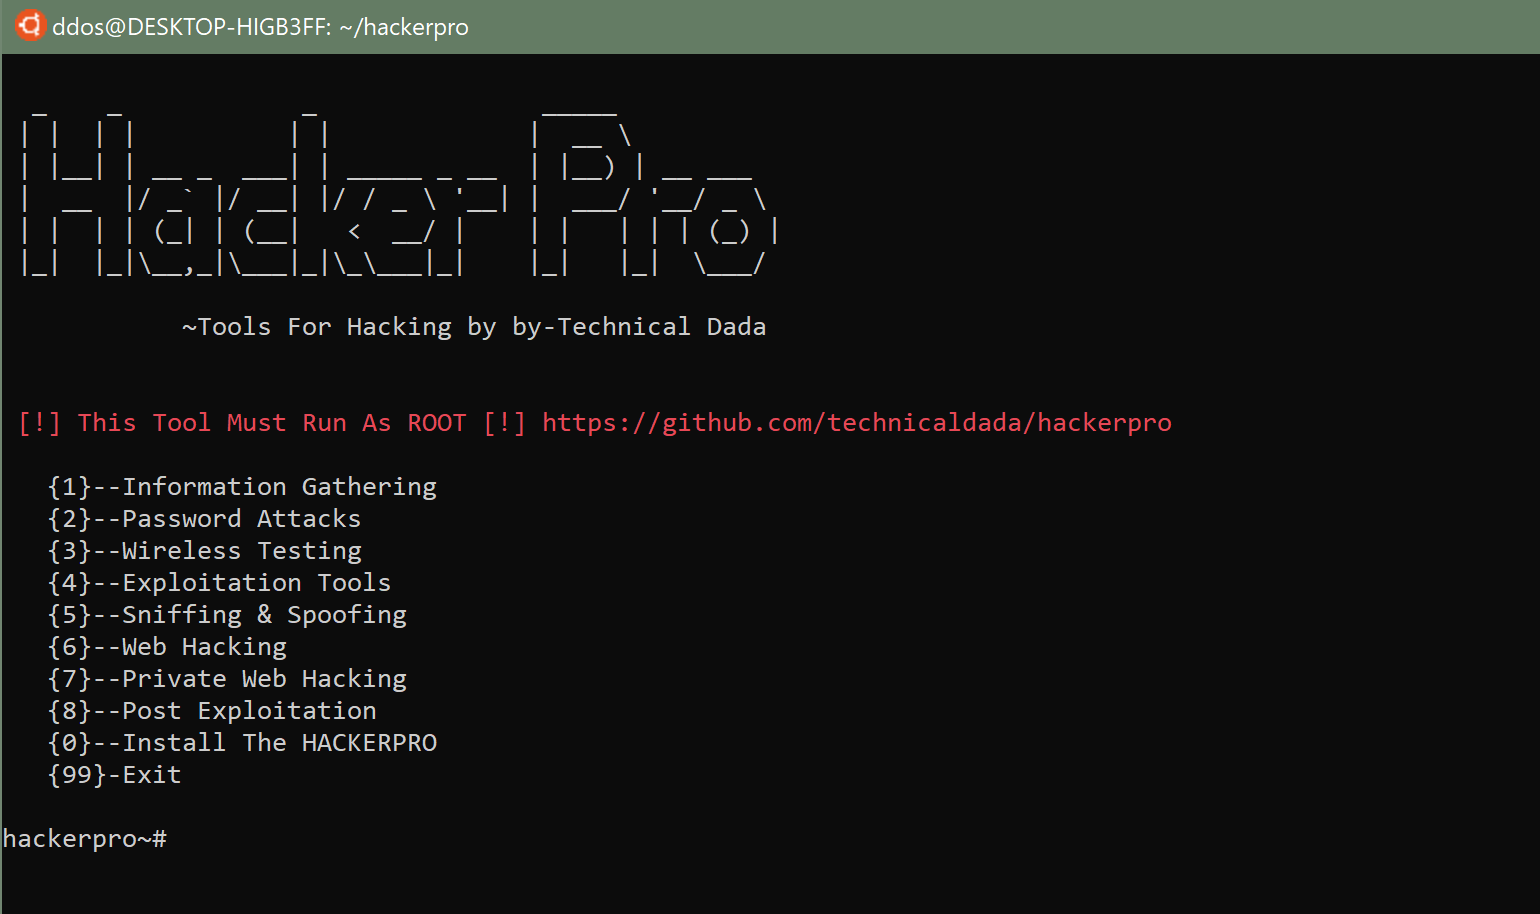 ddos@DESKTOP-HIGB3FF: ~/hackerpro
Hacker Pro
~Tools For Hacking by by-Technical Dada
[!] This Tool Must Run As ROOT [!] https://github.com/technicaldada/hackerpro
{1}--Information Gathering
{2}--Password Attacks
{3}--Wireless Testing
{4}--Exploitation Tools
{5}--Sniffing & Spoofing
{6}--Web Hacking
{7}--Private Web Hacking
{8}--Post Exploitation
{0}--Install The HACKERPRO
{99}-Exit
hackerpro~#